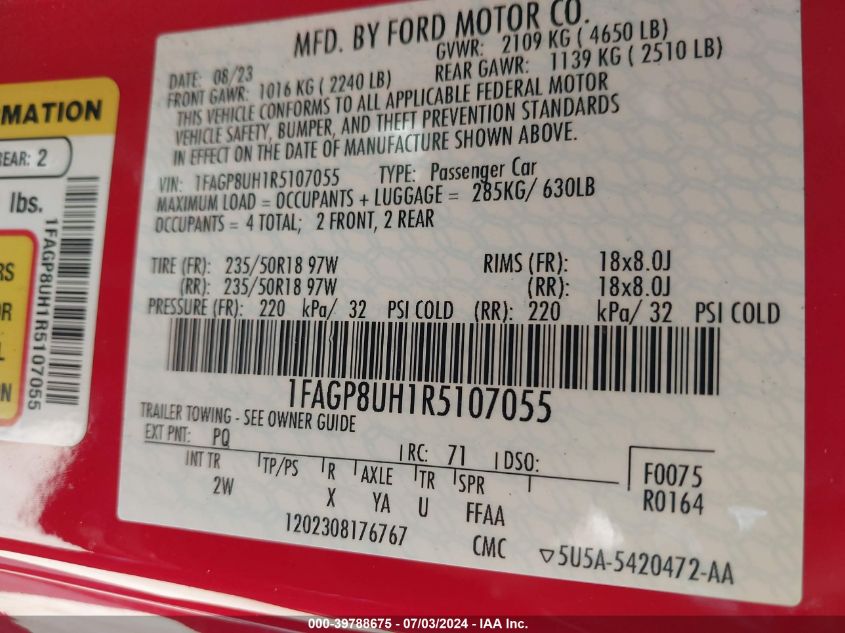 MFD. BY FORD MOTOR CO.
DATE: 08/23 GVWR: 2109 KG ( 4650 LB)
FRONT GAWR: 1016 KG ( 2240 LB) REAR GAWR: 1139 KG ( 2510 LB)
THIS VEHICLE CONFORMS TO ALL APPLICABLE FEDERAL MOTOR
VEHICLE SAFETY, BUMPER, AND THEFT PREVENTION STANDARDS
IN EFFECT ON THE DATE OF MANUFACTURE SHOWN ABOVE.
VIN: 1FAGP8UH1R5107055 TYPE: Passenger Car
MAXIMUM LOAD = OCCUPANTS + LUGGAGE = 285KG/ 630LB
OCCUPANTS = 4 TOTAL; 2 FRONT, 2 REAR
TIRE (FR): 235/50R18 97W RIMS (FR): 18x8.0J
(RR): 235/50R18 97W (RR): 18x8.0J
PRESSURE (FR): 220 kPa/ 32 PSI COLD (RR): 220 kPa/ 32 PSI COLD
1FAGP8UH1R5107055
TRAILER TOWING - SEE OWNER GUIDE
EXT PNT: PQ RC: 71 DSO:
INT TR TP/PS R AXLE TR SPR
2W X YA U FFAA
F0075
R0164
1202308176767 CMC ▽5U5A-5420472-AA
MATION
REAR: 2
lbs.
1FAGP8UH1R5107055
RS
OR
L
ON
000-39788675 / 07/03/2024 - IAA Inc.